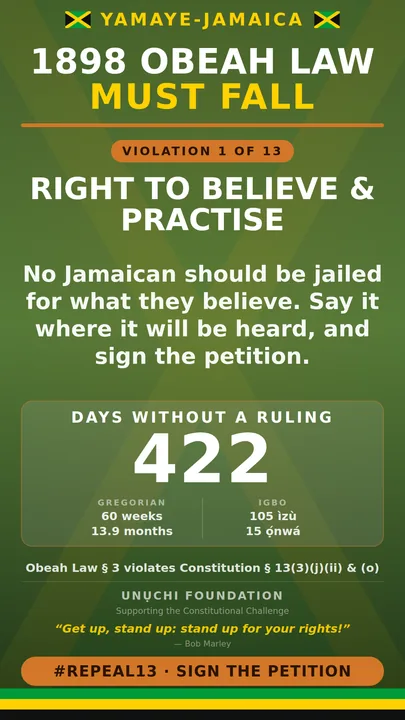 YAMAYE-JAMAICA
1898 OBEAH LAW
MUST FALL
VIOLATION 1 OF 13
RIGHT TO BELIEVE &
PRACTISE
No Jamaican should be jailed
for what they believe. Say it
where it will be heard, and
sign the petition.
DAYS WITHOUT A RULING
422
GREGORIAN
60 weeks
13.9 months
IGBO
105 ìzù
15 ọ́nwá
Obeah Law § 3 violates Constitution § 13(3)(j)(ii) & (o)
UNỤCHI FOUNDATION
Supporting the Constitutional Challenge
“Get up, stand up: stand up for your rights!”
— Bob Marley
#REPEAL13 · SIGN THE PETITION